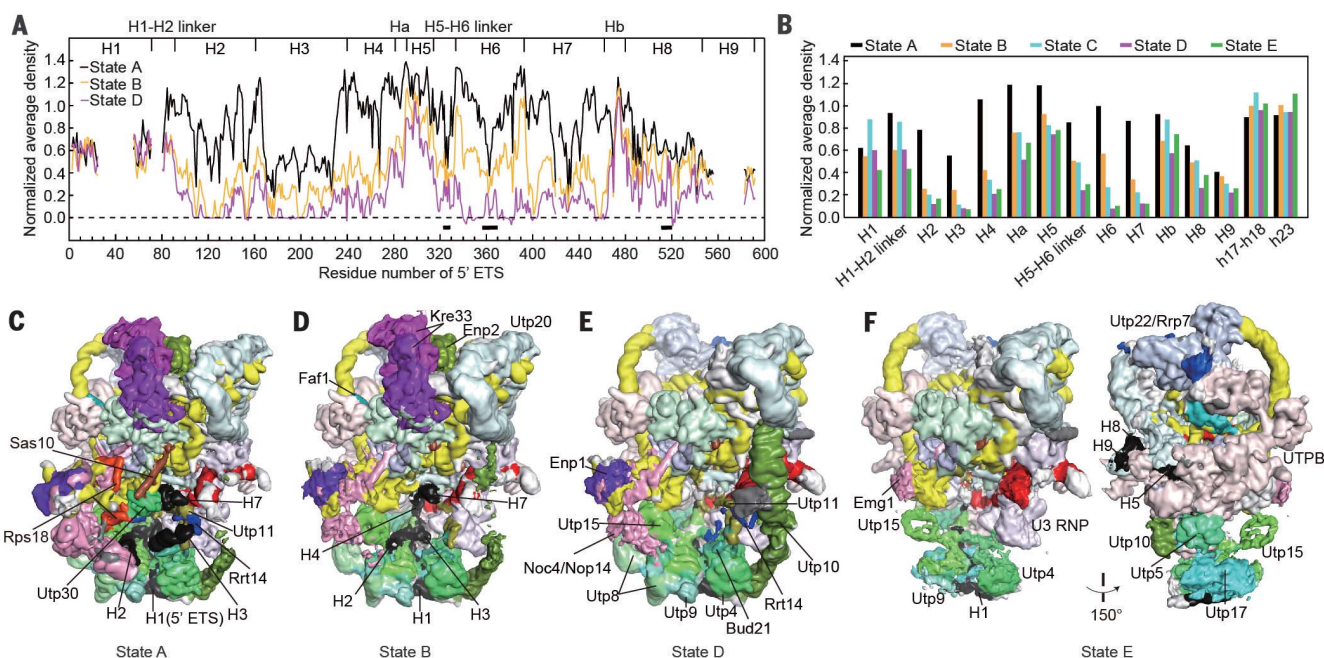 A
H1-H2 linker
Ha
H5-H6 linker
Hb
H1
H2
H3
H4
H5
H6
H7
H8
H9
State A
State B
State D
Normalized average density
1.4
1.2
1.0
0.8
0.6
0.4
0.2
0.0
0 40 80 120 160 200 240 280 320 360 400 440 480 520 560 600
Residue number of 5’ ETS
B
State A State B State C State D State E
Normalized average density
1.4
1.2
1.0
0.8
0.6
0.4
0.2
0.0
H1
H1-H2 linker
H2
H3
H4
Ha
H5
H5-H6 linker
H6
H7
Hb
H8
H9
h17-h18
h23
C
Sas10
Rps18
Utp30
H2
H1(5’ ETS)
H3
Rrt14
Utp11
H7
State A
D
Kre33
Enp2
Utp20
Faf1
H7
H4
H2
H1
H3
State B
E
Enp1
Utp15
Noc4/Nop14
Utp8
Utp9
Utp4
Bud21
Rrt14
Utp10
Utp11
State D
F
Emg1
Utp15
U3 RNP
Utp9
Utp4
H1
150°
Utp22/Rrp7
H8
H9
H5
UTPB
Utp10
Utp15
Utp5
Utp17
State E